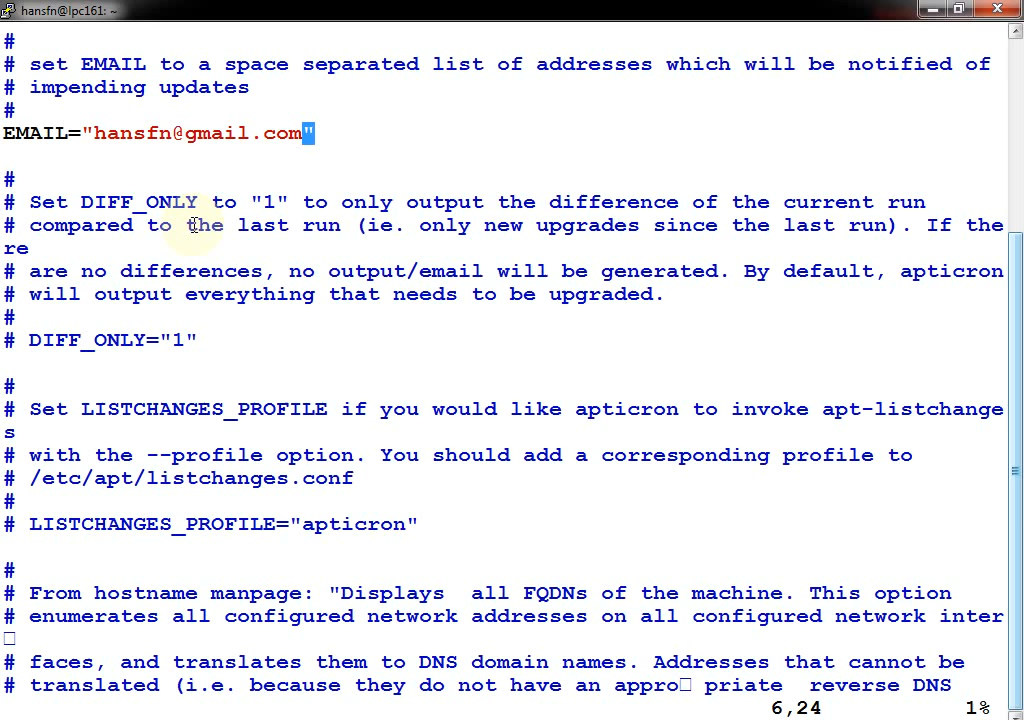 hansfn@lpc161: ~
#
# set EMAIL to a space separated list of addresses which will be notified of
# impending updates
#
EMAIL="hansfn@gmail.com"
#
# Set DIFF_ONLY to "1" to only output the difference of the current run
# compared to the last run (ie. only new upgrades since the last run). If the
re
# are no differences, no output/email will be generated. By default, apticron
# will output everything that needs to be upgraded.
#
# DIFF_ONLY="1"
#
# Set LISTCHANGES_PROFILE if you would like apticron to invoke apt-listchange
s
# with the --profile option. You should add a corresponding profile to
# /etc/apt/listchanges.conf
#
# LISTCHANGES_PROFILE="apticron"
#
# From hostname manpage: "Displays  all FQDNs of the machine. This option
# enumerates all configured network addresses on all configured network inter
□
# faces, and translates them to DNS domain names. Addresses that cannot be
# translated (i.e. because they do not have an appro□ priate  reverse DNS
6,24 1%